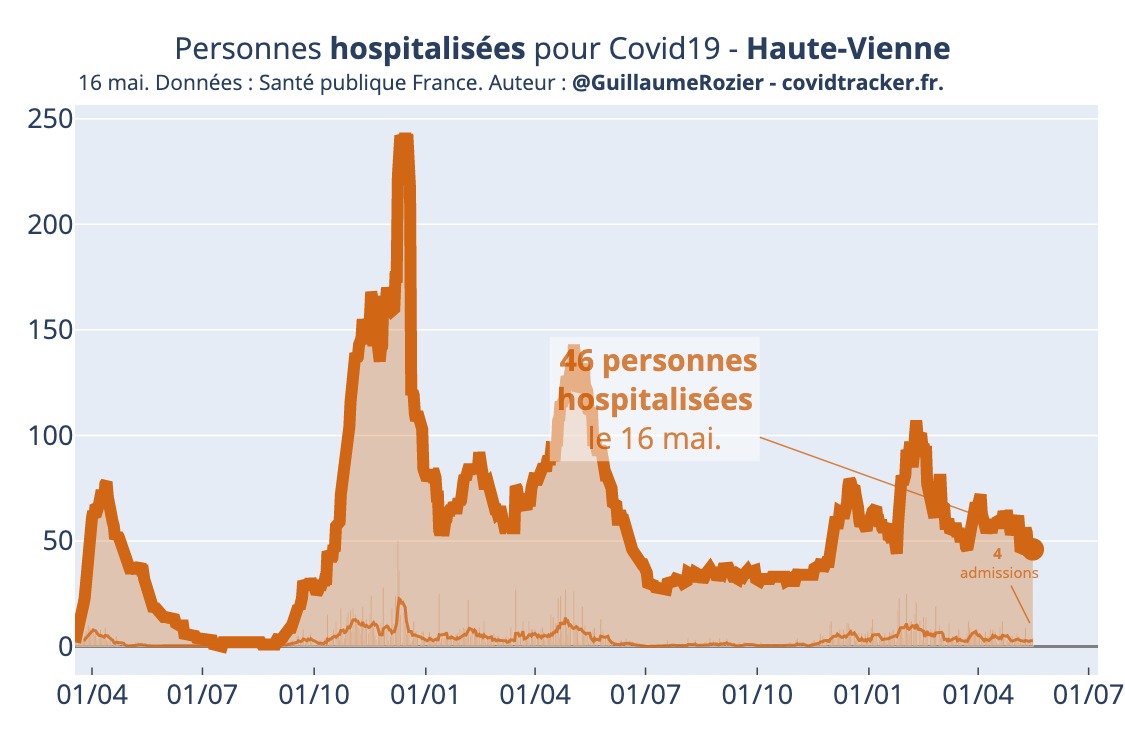 Personnes hospitalisées pour Covid19 - Haute-Vienne
16 mai. Données : Santé publique France. Auteur : @GuillaumeRozier - covidtracker.fr.
250
200
150
100
50
0
46 personnes
hospitalisées
le 16 mai.
4
admissions
01/04 01/07 01/10 01/01 01/04 01/07 01/10 01/01 01/04 01/07